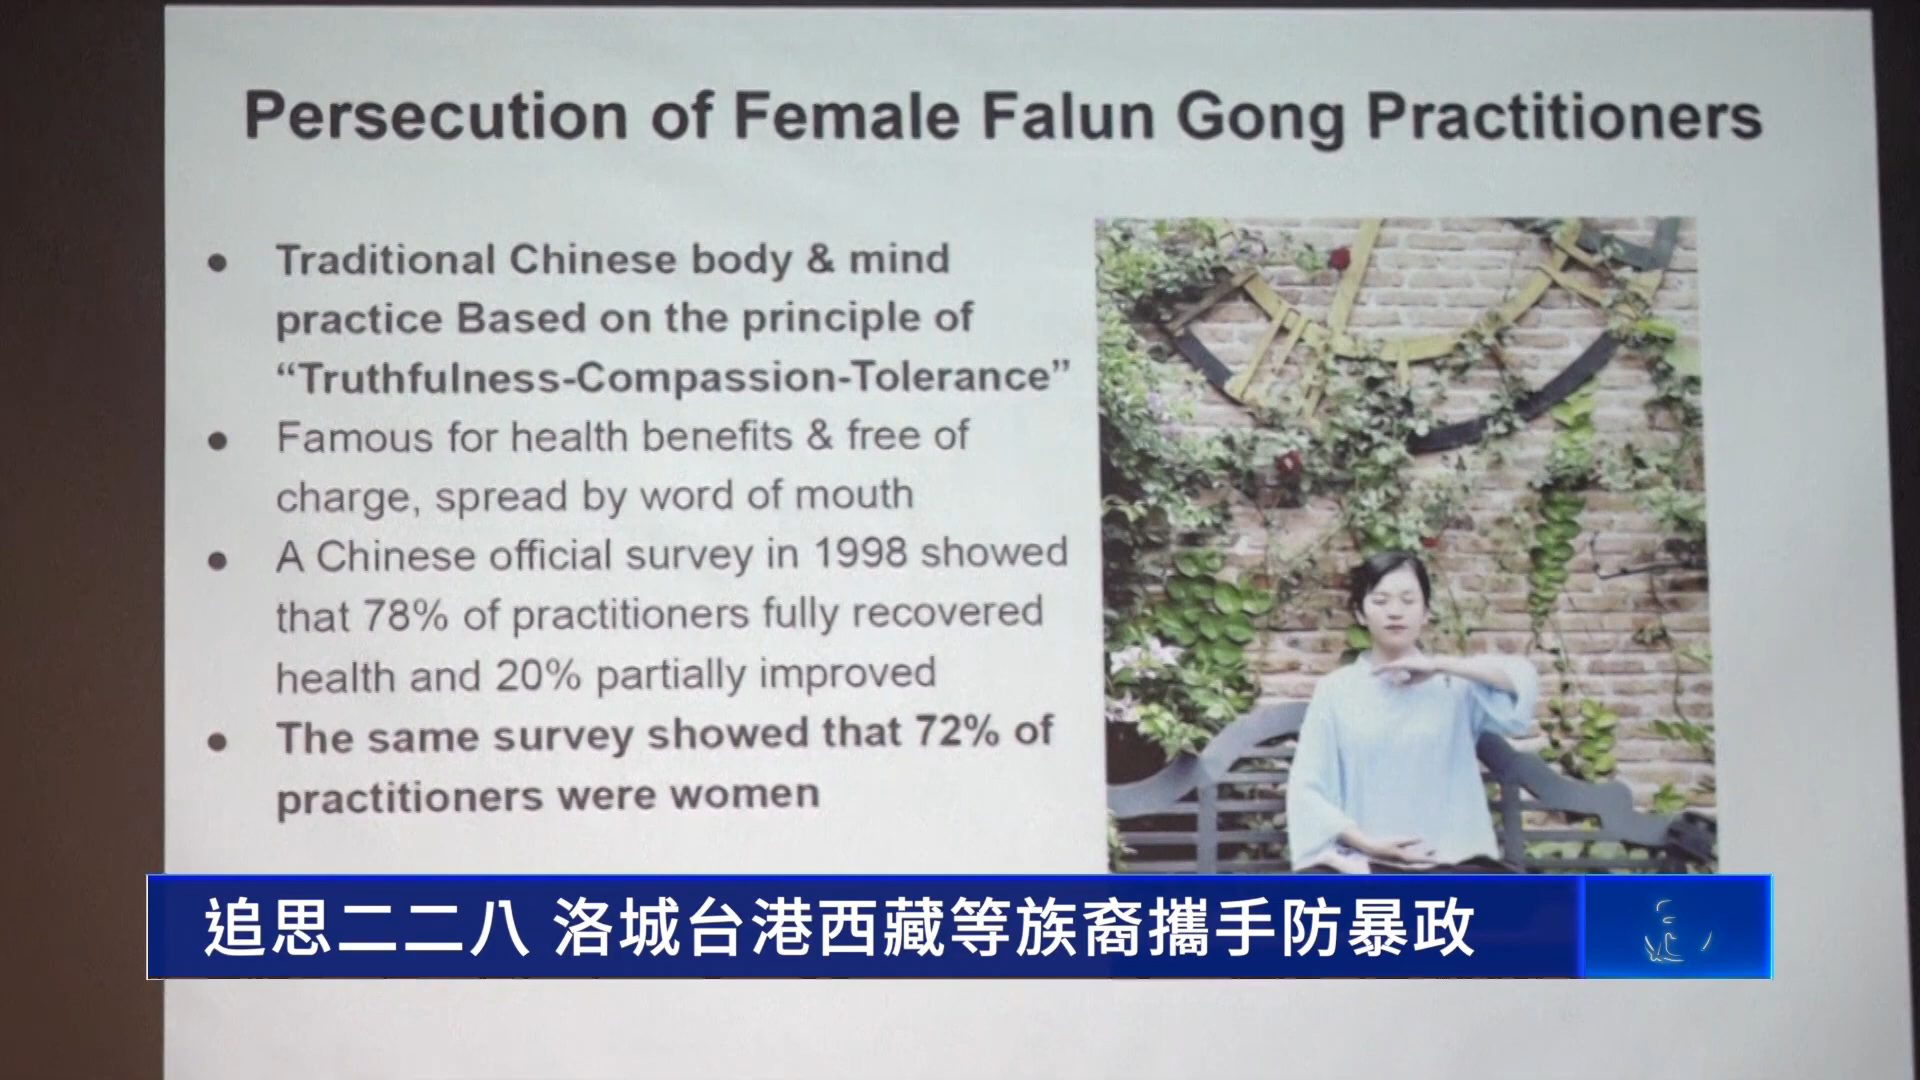 Persecution of Female Falun Gong Practitioners
● Traditional Chinese body & mind
practice Based on the principle of
“Truthfulness-Compassion-Tolerance”
● Famous for health benefits & free of
charge, spread by word of mouth
● A Chinese official survey in 1998 showed
that 78% of practitioners fully recovered
health and 20% partially improved
● The same survey showed that 72% of
practitioners were women
追思二二八 洛城台港西藏等族裔攜手防暴政